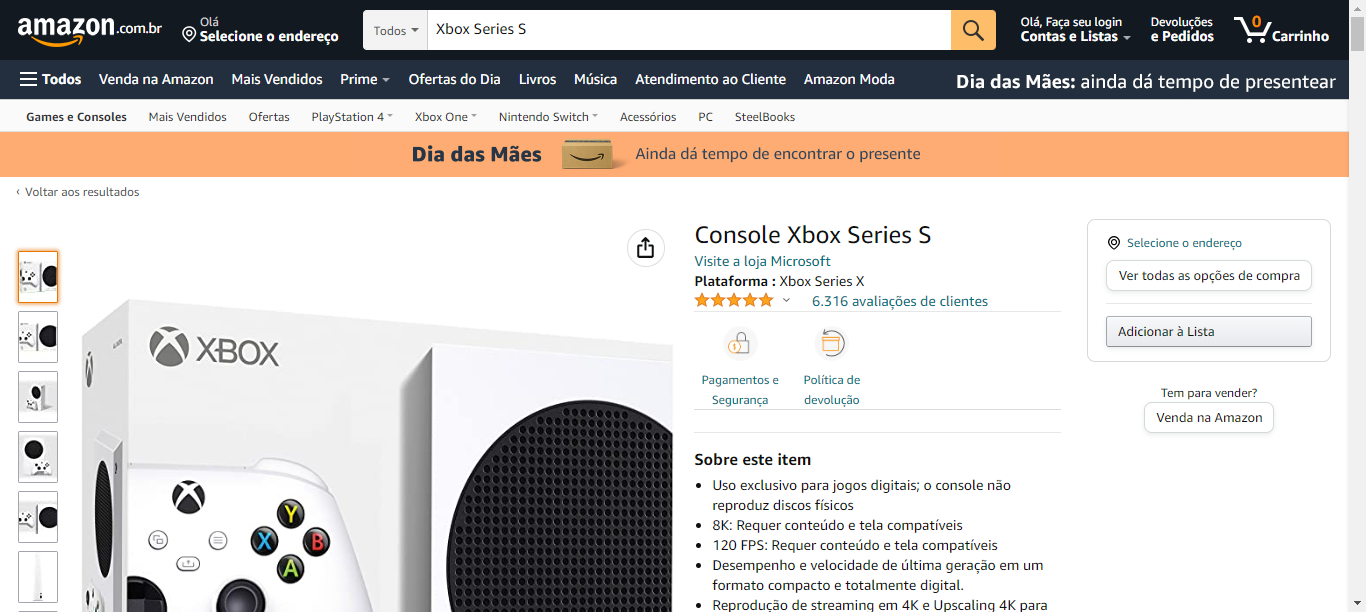 amazon.com.br
Olá
Selecione o endereço
Todos
Xbox Series S
Olá, Faça seu login
Contas e Listas
Devoluções
e Pedidos
0
Carrinho
Todos
Venda na Amazon
Mais Vendidos
Prime
Ofertas do Dia
Livros
Música
Atendimento ao Cliente
Amazon Moda
Dia das Mães: ainda dá tempo de presentear
Games e Consoles
Mais Vendidos
Ofertas
PlayStation 4
Xbox One
Nintendo Switch
Acessórios
PC
SteelBooks
Dia das Mães
Ainda dá tempo de encontrar o presente
‹ Voltar aos resultados
XBOX
Y
X
B
A
Console Xbox Series S
Visite a loja Microsoft
Plataforma : Xbox Series X
6.316 avaliações de clientes
Pagamentos e
Segurança
Política de
devolução
Sobre este item
• Uso exclusivo para jogos digitais; o console não
reproduz discos físicos
• 8K: Requer conteúdo e tela compatíveis
• 120 FPS: Requer conteúdo e tela compatíveis
• Desempenho e velocidade de última geração em um
formato compacto e totalmente digital.
• Reprodução de streaming em 4K e Upscaling 4K para
Selecione o endereço
Ver todas as opções de compra
Adicionar à Lista
Tem para vender?
Venda na Amazon